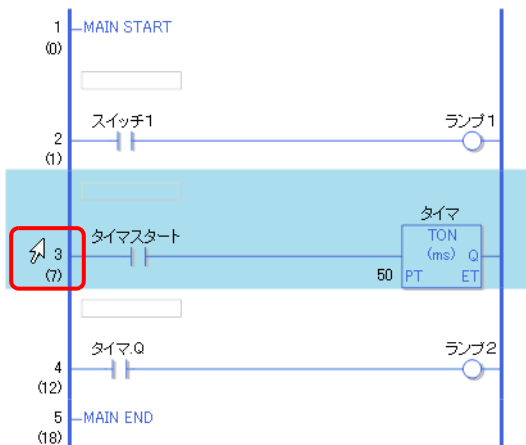 1 MAIN START
(0)
スイッチ1 ランプ1
2
(1)
タイマ
タイマスタート TON
3 (ms) Q
(7) 50 PT ET
タイマ.Q ランプ2
4
(12)
5 MAIN END
(18)